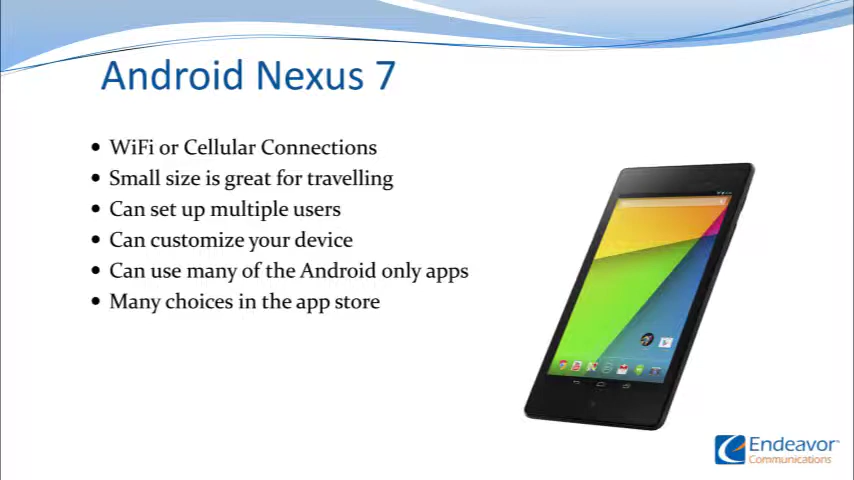 Android Nexus 7
• WiFi or Cellular Connections
• Small size is great for travelling
• Can set up multiple users
• Can customize your device
• Can use many of the Android only apps
• Many choices in the app store
Endeavor
Communications